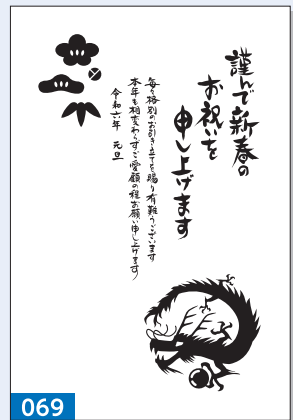 謹んで新春の
お祝いを
申し上げます
毎々格別のお引き立てを賜り有難うございます
本年も相変わらずご愛顧の程お願い申し上げます
令和六年 元旦
069